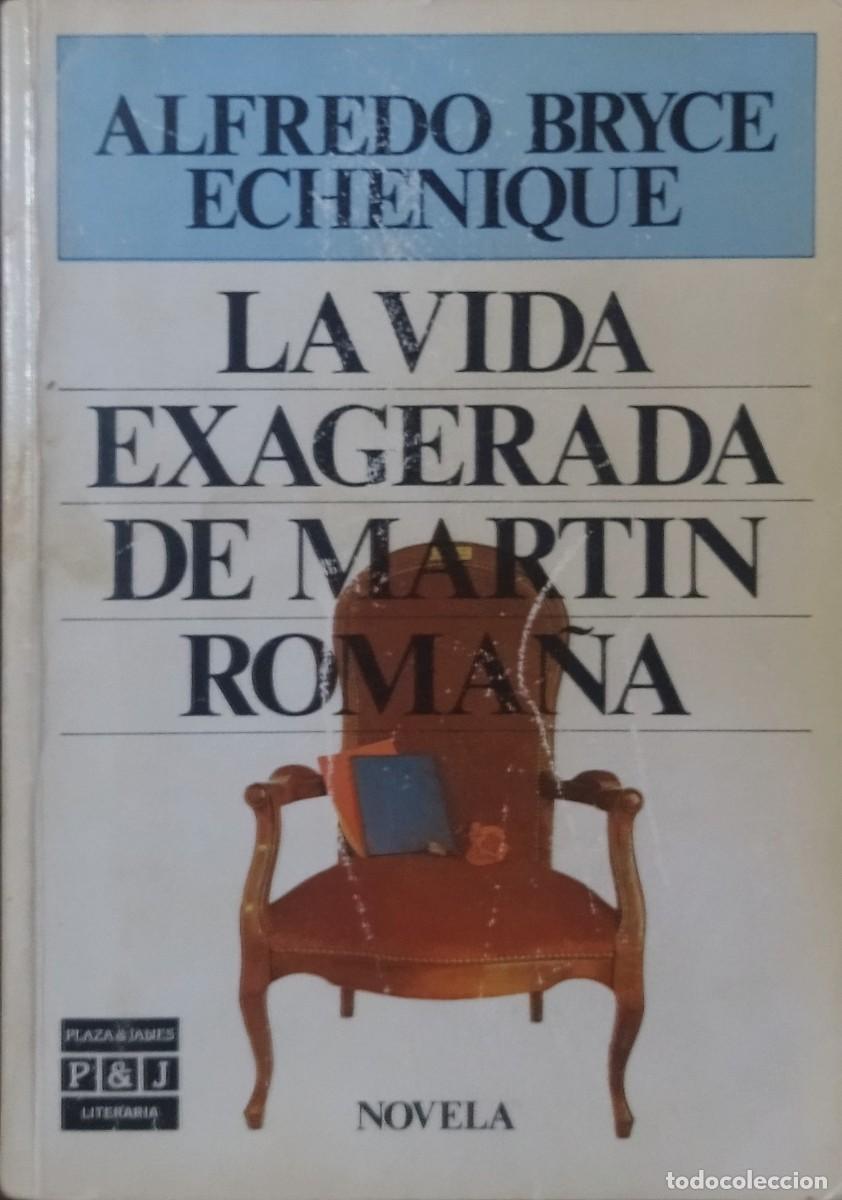 ALFREDO BRYCE
ECHENIQUE
LA VIDA
EXAGERADA
DE MARTIN
ROMAÑA
PLAZA & JANES
P & J
LITERARIA
NOVELA
todocoleccion